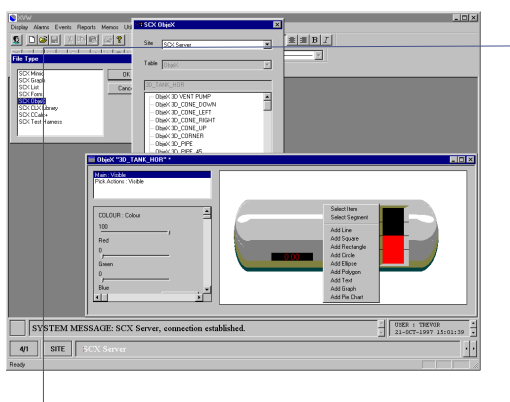 XVW
Display Alarms Events Reports Memos
SCX ObjeX
Site SCX Server
Table ObjeX
3D_TANK_HOR
ObjeX 3D VENT PUMP
ObjeX 3D_CONE_DOWN
ObjeX 3D_CONE_LEFT
ObjeX 3D_CONE_RIGHT
ObjeX 3D_CONE_UP
ObjeX 3D_CORNER
ObjeX 3D_PIPE
ObjeX 3D_PIPE_45
B I
File Type
SCX Mimic
SCX Graph
SCX List
SCX Form
SCX ObjeX
SCX CLX Library
SCX CCalc+
SCX Test Harness
OK
Canc
ObjeX "3D_TANK_HOR" *
Main : Visible
Pick Actions : Visible
COLOUR : Colour
100
Red
0
Green
0
Blue
0.00
Select Item
Select Segment
Add Line
Add Square
Add Rectangle
Add Circle
Add Ellipse
Add Polygon
Add Text
Add Graph
Add Pie Chart
SYSTEM MESSAGE: SCX Server, connection established.
USER : TREVOR
21-OCT-1997 15:01:39
4/1 SITE SCX Server
Ready